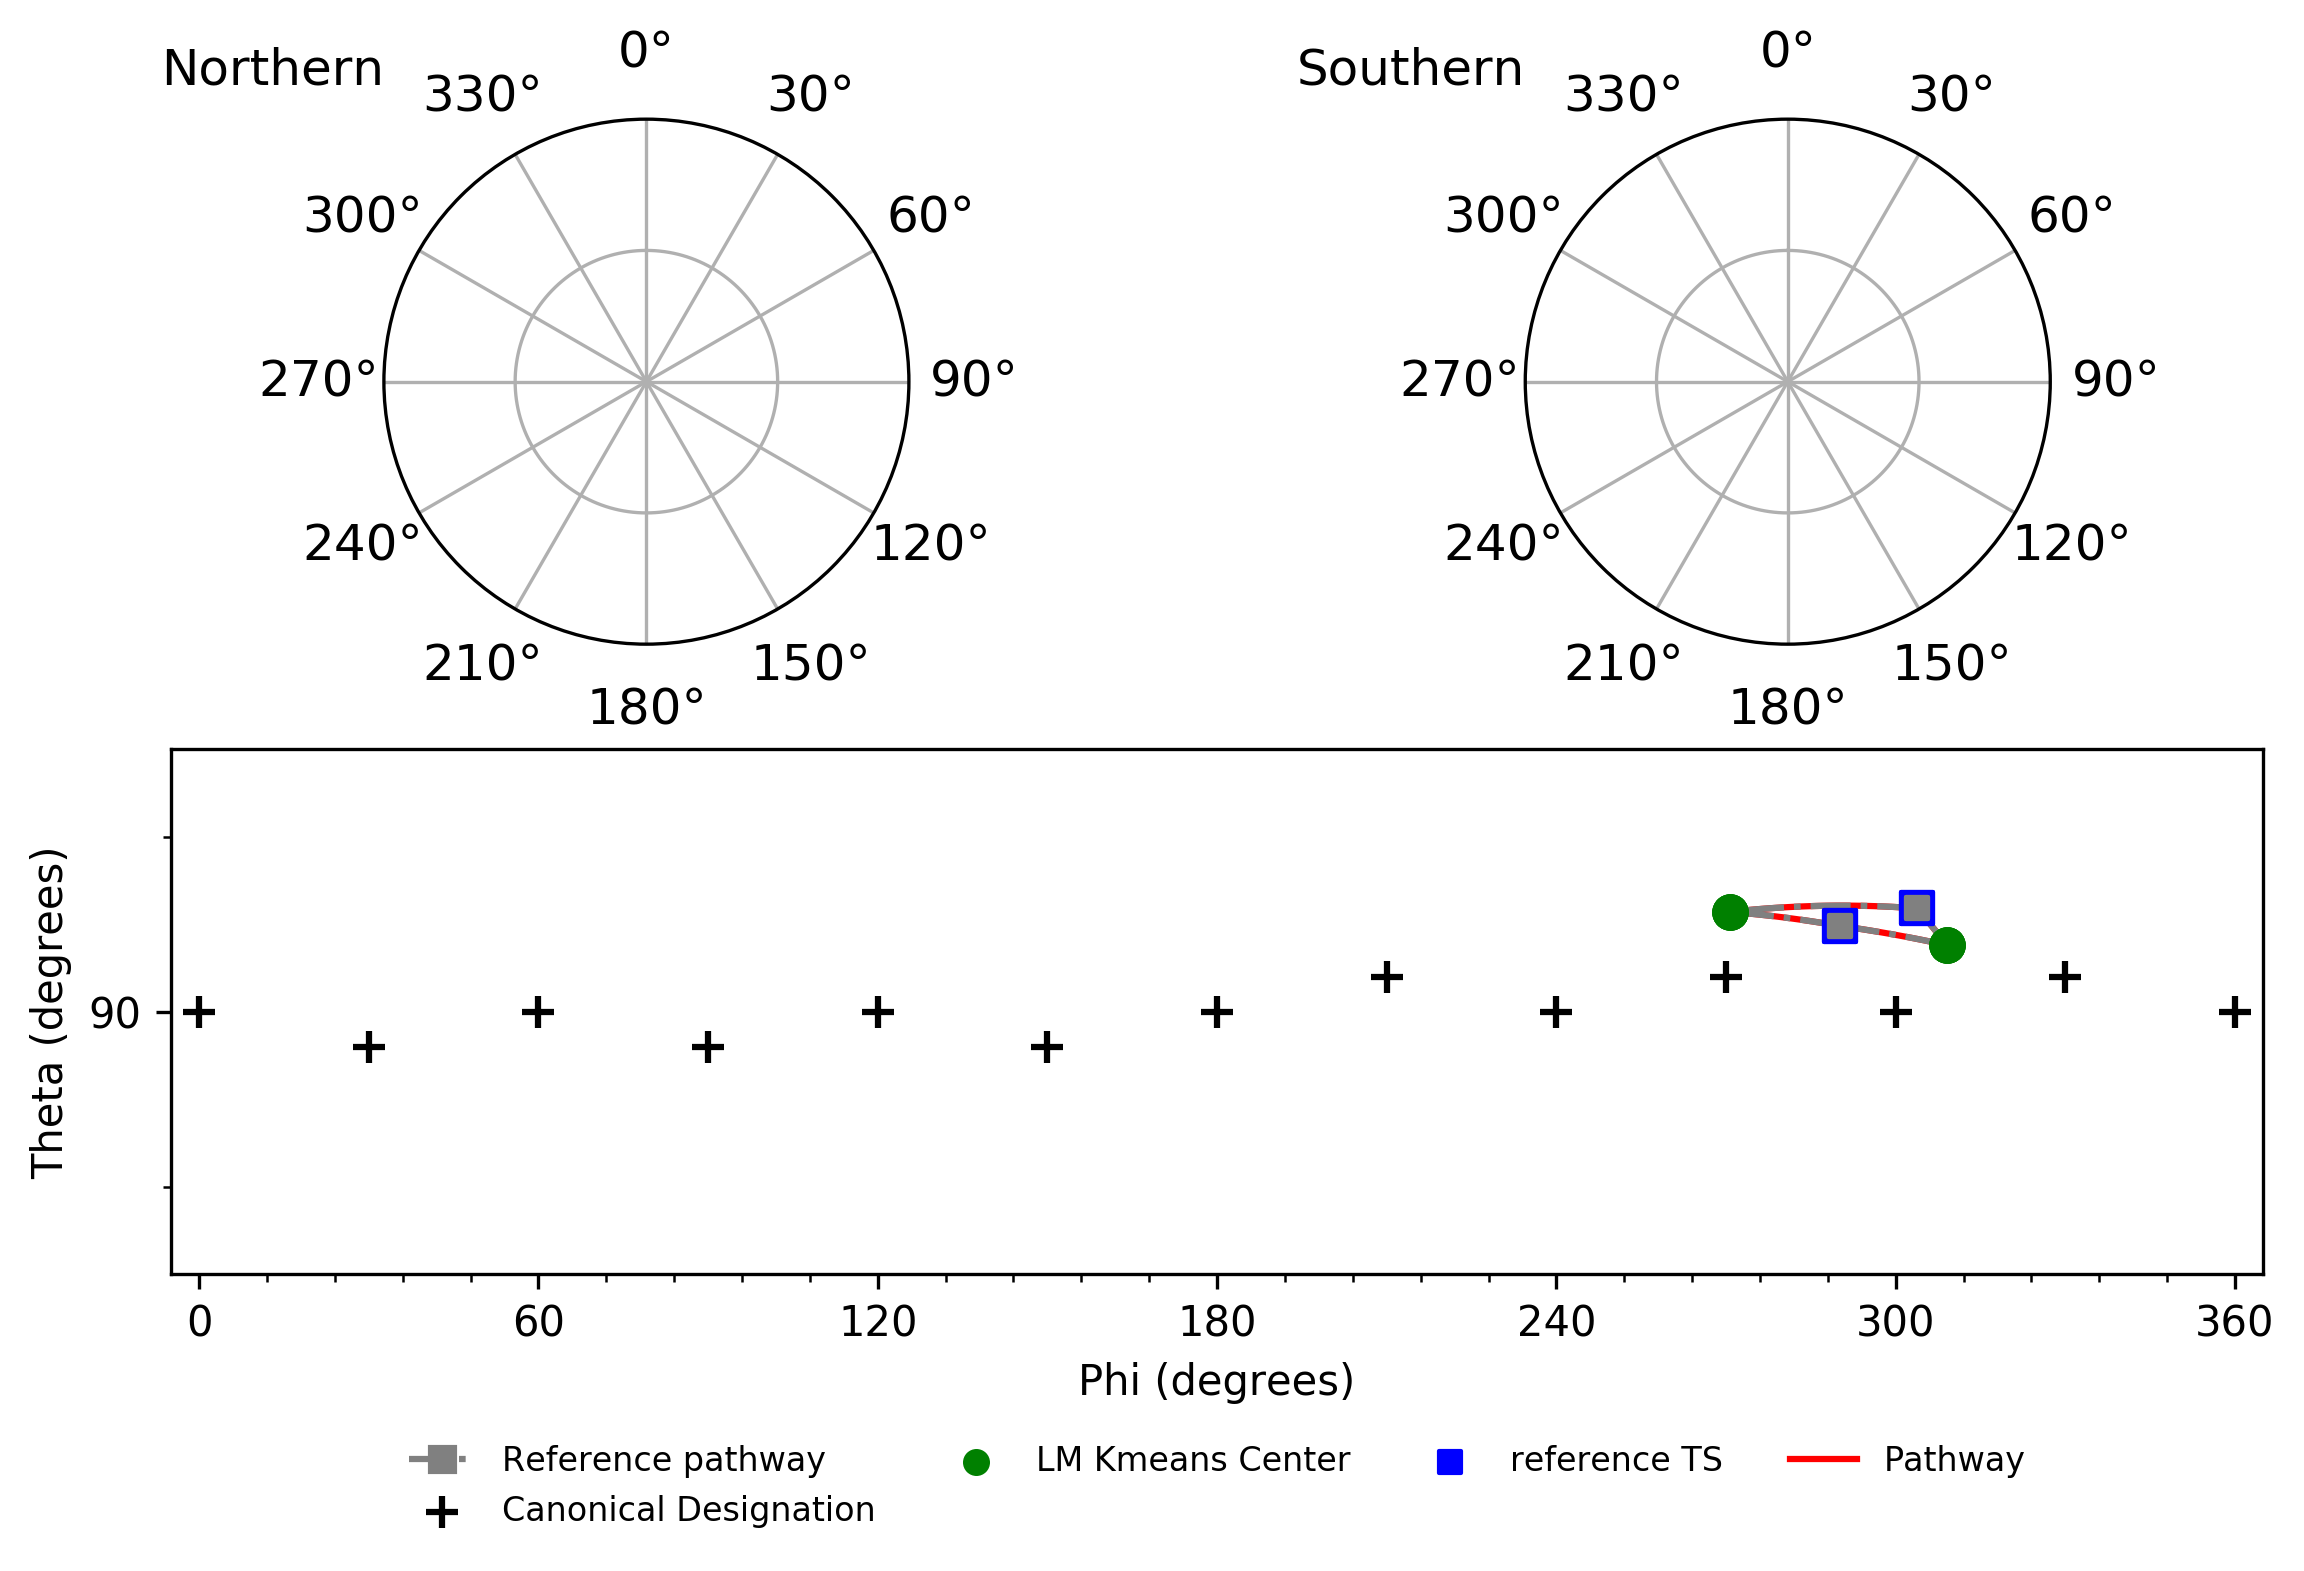 Northern
0°
330°
30°
300°
60°
270°
90°
240°
120°
210°
150°
180°
Southern
0°
330°
30°
300°
60°
270°
90°
240°
120°
210°
150°
180°
Theta (degrees)
90
0 60 120 180 240 300 360
Phi (degrees)
Reference pathway
Canonical Designation
LM Kmeans Center
reference TS
Pathway